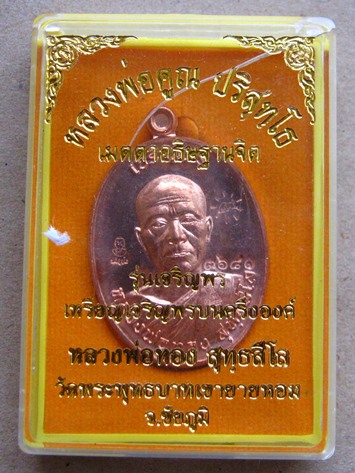 หลวงพ่อคูณ ปริสุทโธ
เมตตาอธิษฐานจิต
รุ่นเจริญพร
เหรียญเจริญพรบนครึ่งองค์
หลวงพ่อทอง สุทธสีโล
วัดพระพุทธบาทเขายายหอม
จ.ชัยภูมิ